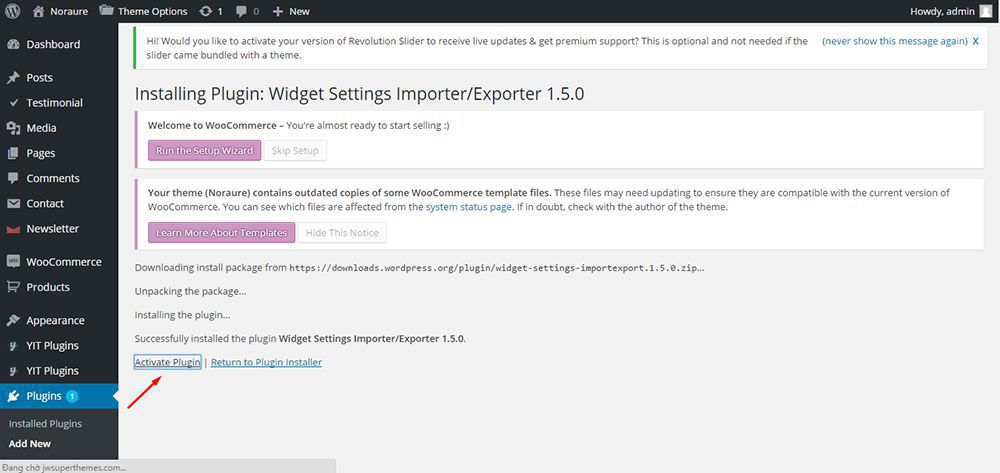 Noraure Theme Options 1 0 New Howdy, admin
Dashboard
Posts
Testimonial
Media
Pages
Comments
Contact
Newsletter
WooCommerce
Products
Appearance
YIT Plugins
YIT Plugins
Plugins 1
Installed Plugins
Add New
Hi! Would you like to activate your version of Revolution Slider to receive live updates & get premium support? This is optional and not needed if the
slider came bundled with a theme.
(never show this message again) X
Installing Plugin: Widget Settings Importer/Exporter 1.5.0
Welcome to WooCommerce – You're almost ready to start selling :)
Run the Setup Wizard Skip Setup
Your theme (Noraure) contains outdated copies of some WooCommerce template files. These files may need updating to ensure they are compatible with the current version of
WooCommerce. You can see which files are affected from the system status page. If in doubt, check with the author of the theme.
Learn More About Templates Hide This Notice
Downloading install package from https://downloads.wordpress.org/plugin/widget-settings-importexport.1.5.0.zip…
Unpacking the package…
Installing the plugin…
Successfully installed the plugin Widget Settings Importer/Exporter 1.5.0.
Activate Plugin | Return to Plugin Installer
Đang chờ jwsuperthemes.com...